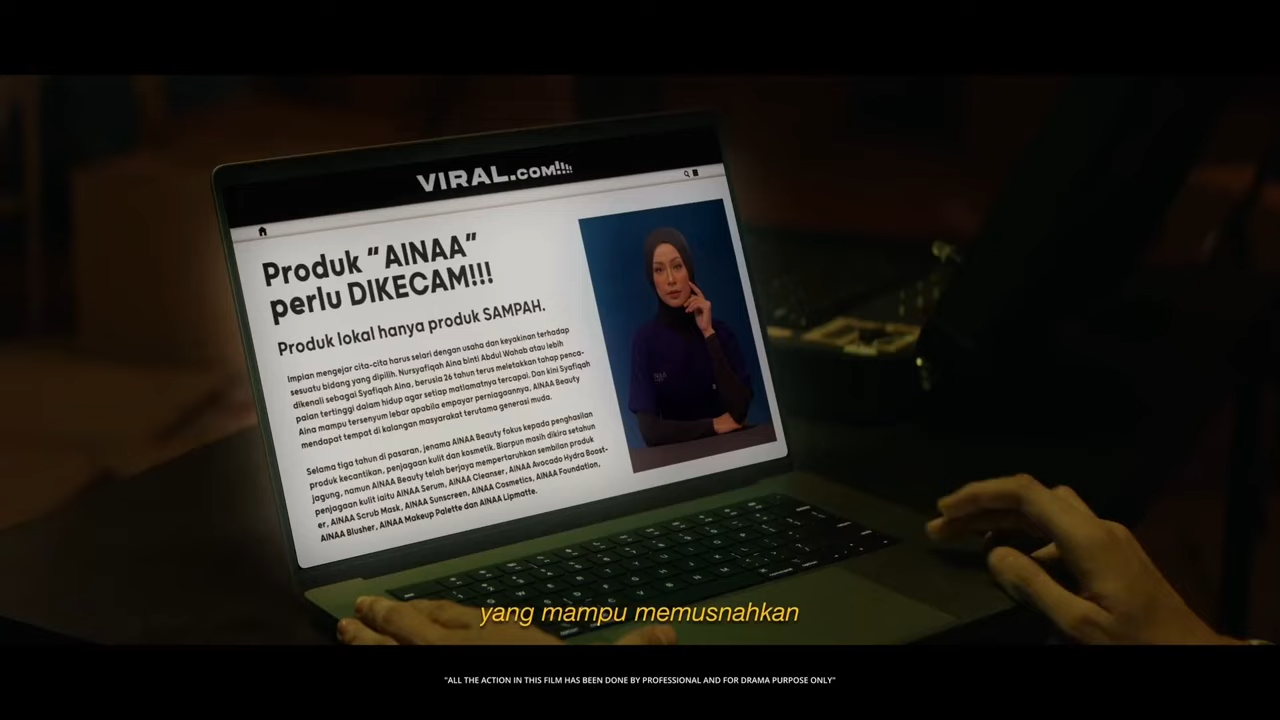 VIRAL.COM
Produk "AINAA"
perlu DIKECAM!!!
Produk lokal hanya produk SAMPAH.
Impian mengejar cita-cita harus selari dengan usaha dan keyakinan terhadap
sesuatu bidang yang dipilih. Nursyafiqah Aina binti Abdul Wahab atau lebih
dikenali sebagai Syafiqah Aina, berusia 26 tahun terus meletakkan tahap penca-
paian tertinggi dalam hidup agar setiap matlamatnya tercapai. Dan kini Syafiqah
Aina mampu tersenyum lebar apabila empayar perniagaannya, AINAA Beauty
mendapat tempat di kalangan masyarakat terutama generasi muda.
Selama tiga tahun di pasaran, jenama AINAA Beauty fokus kepada penghasilan
produk kecantikan, penjagaan kulit dan kosmetik. Biarpun masih dikira setahun
jagung, namun AINAA Beauty telah berjaya mempertaruhkan sembilan produk
penjagaan kulit iaitu AINAA Serum, AINAA Cleanser, AINAA Avocado Hydra Boost-
er, AINAA Scrub Mask, AINAA Sunscreen, AINAA Cosmetics, AINAA Foundation,
AINAA Blusher, AINAA Makeup Palette dan AINAA Lipmatte.
yang mampu memusnahkan
"ALL THE ACTION IN THIS FILM HAS BEEN DONE BY PROFESSIONAL AND FOR DRAMA PURPOSE ONLY"